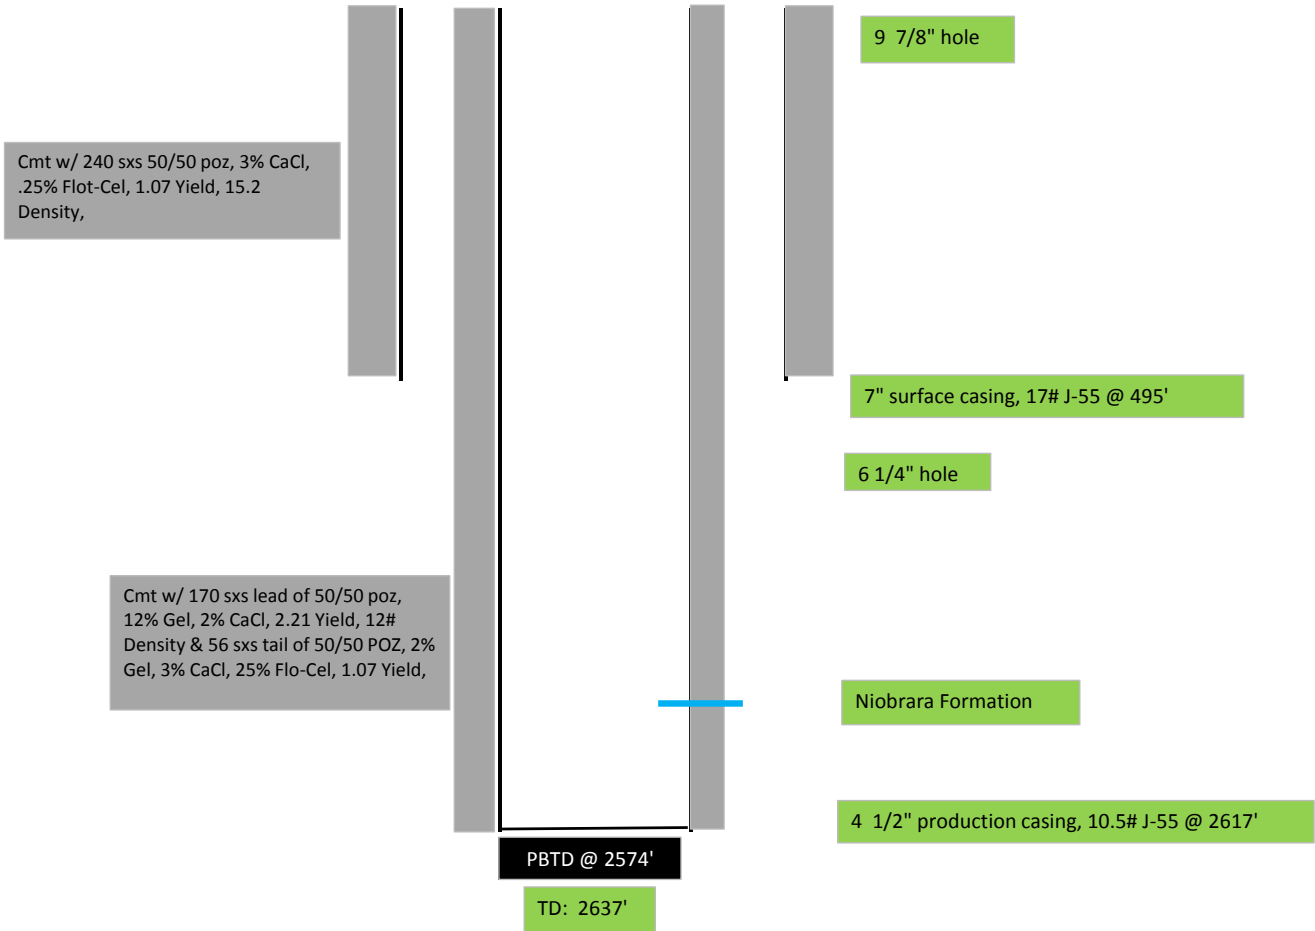 9 7/8" hole
Cmt w/ 240 sxs 50/50 poz, 3% CaCl,
.25% Flot-Cel, 1.07 Yield, 15.2
Density,
7" surface casing, 17# J-55 @ 495'
6 1/4" hole
Cmt w/ 170 sxs lead of 50/50 poz,
12% Gel, 2% CaCl, 2.21 Yield, 12#
Density & 56 sxs tail of 50/50 POZ, 2%
Gel, 3% CaCl, 25% Flo-Cel, 1.07 Yield,
Niobrara Formation
4 1/2" production casing, 10.5# J-55 @ 2617'
PBTD @ 2574'
TD: 2637'